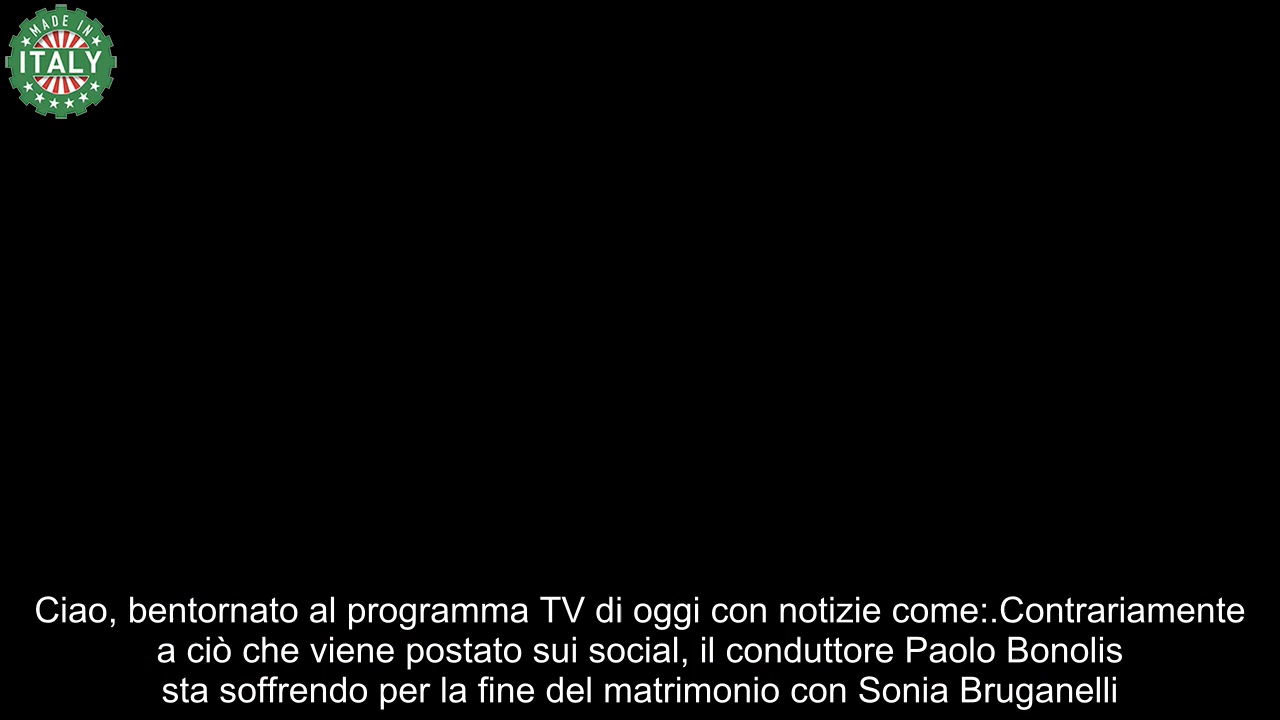 MADE IN
ITALY
Ciao, bentornato al programma TV di oggi con notizie come:.Contrariamente
a ciò che viene postato sui social, il conduttore Paolo Bonolis
sta soffrendo per la fine del matrimonio con Sonia Bruganelli